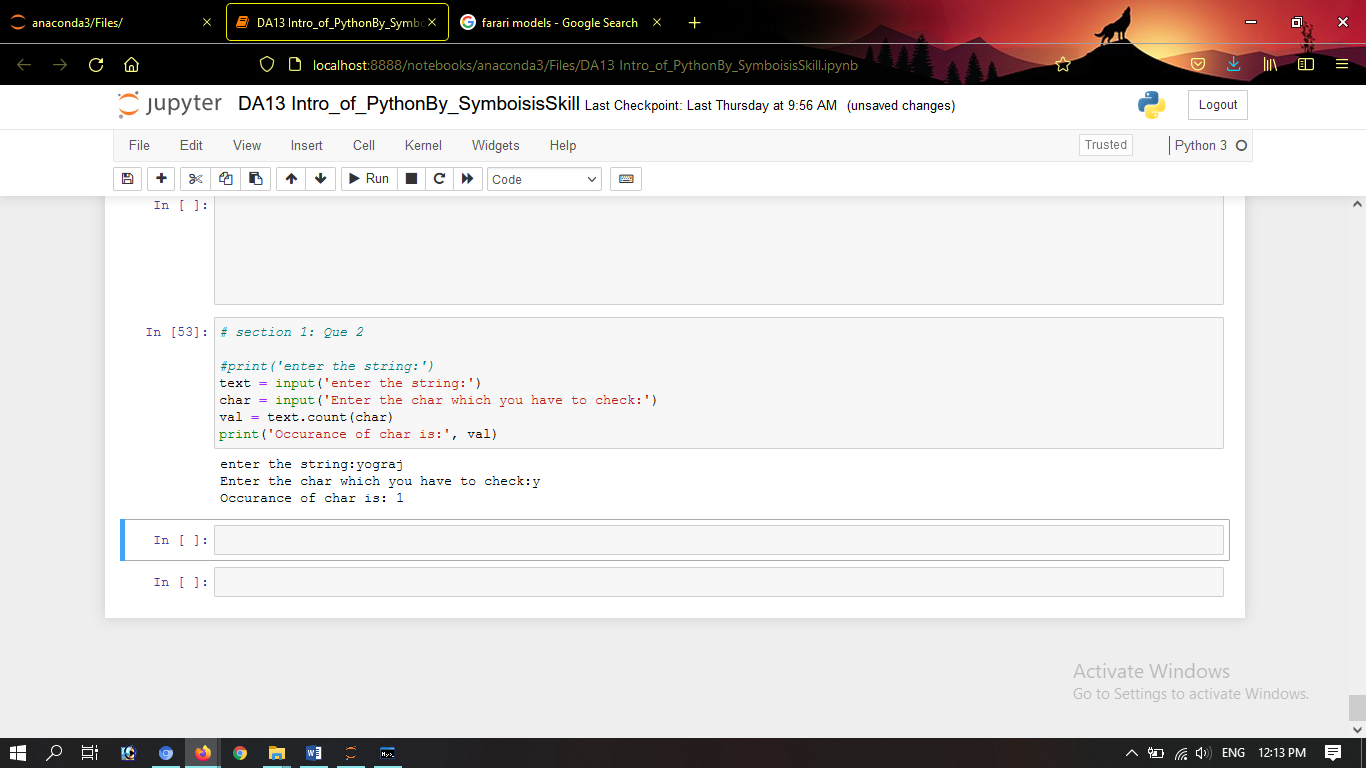 anaconda3/Files/
DA13 Intro_of_PythonBy_Symbo
farari models - Google Search
localhost:8888/notebooks/anaconda3/Files/DA13 Intro_of_PythonBy_SymboisisSkill.ipynb
jupyter DA13 Intro_of_PythonBy_SymboisisSkill Last Checkpoint: Last Thursday at 9:56 AM (unsaved changes)
Logout
File Edit View Insert Cell Kernel Widgets Help
Trusted
Python 3
Run
Code
In [ ]:
In [53]:
# section 1: Que 2
#print('enter the string:')
text = input('enter the string:')
char = input('Enter the char which you have to check:')
val = text.count(char)
print('Occurance of char is:', val)
enter the string:yograj
Enter the char which you have to check:y
Occurance of char is: 1
In [ ]:
In [ ]:
Activate Windows
Go to Settings to activate Windows.
ENG 12:13 PM